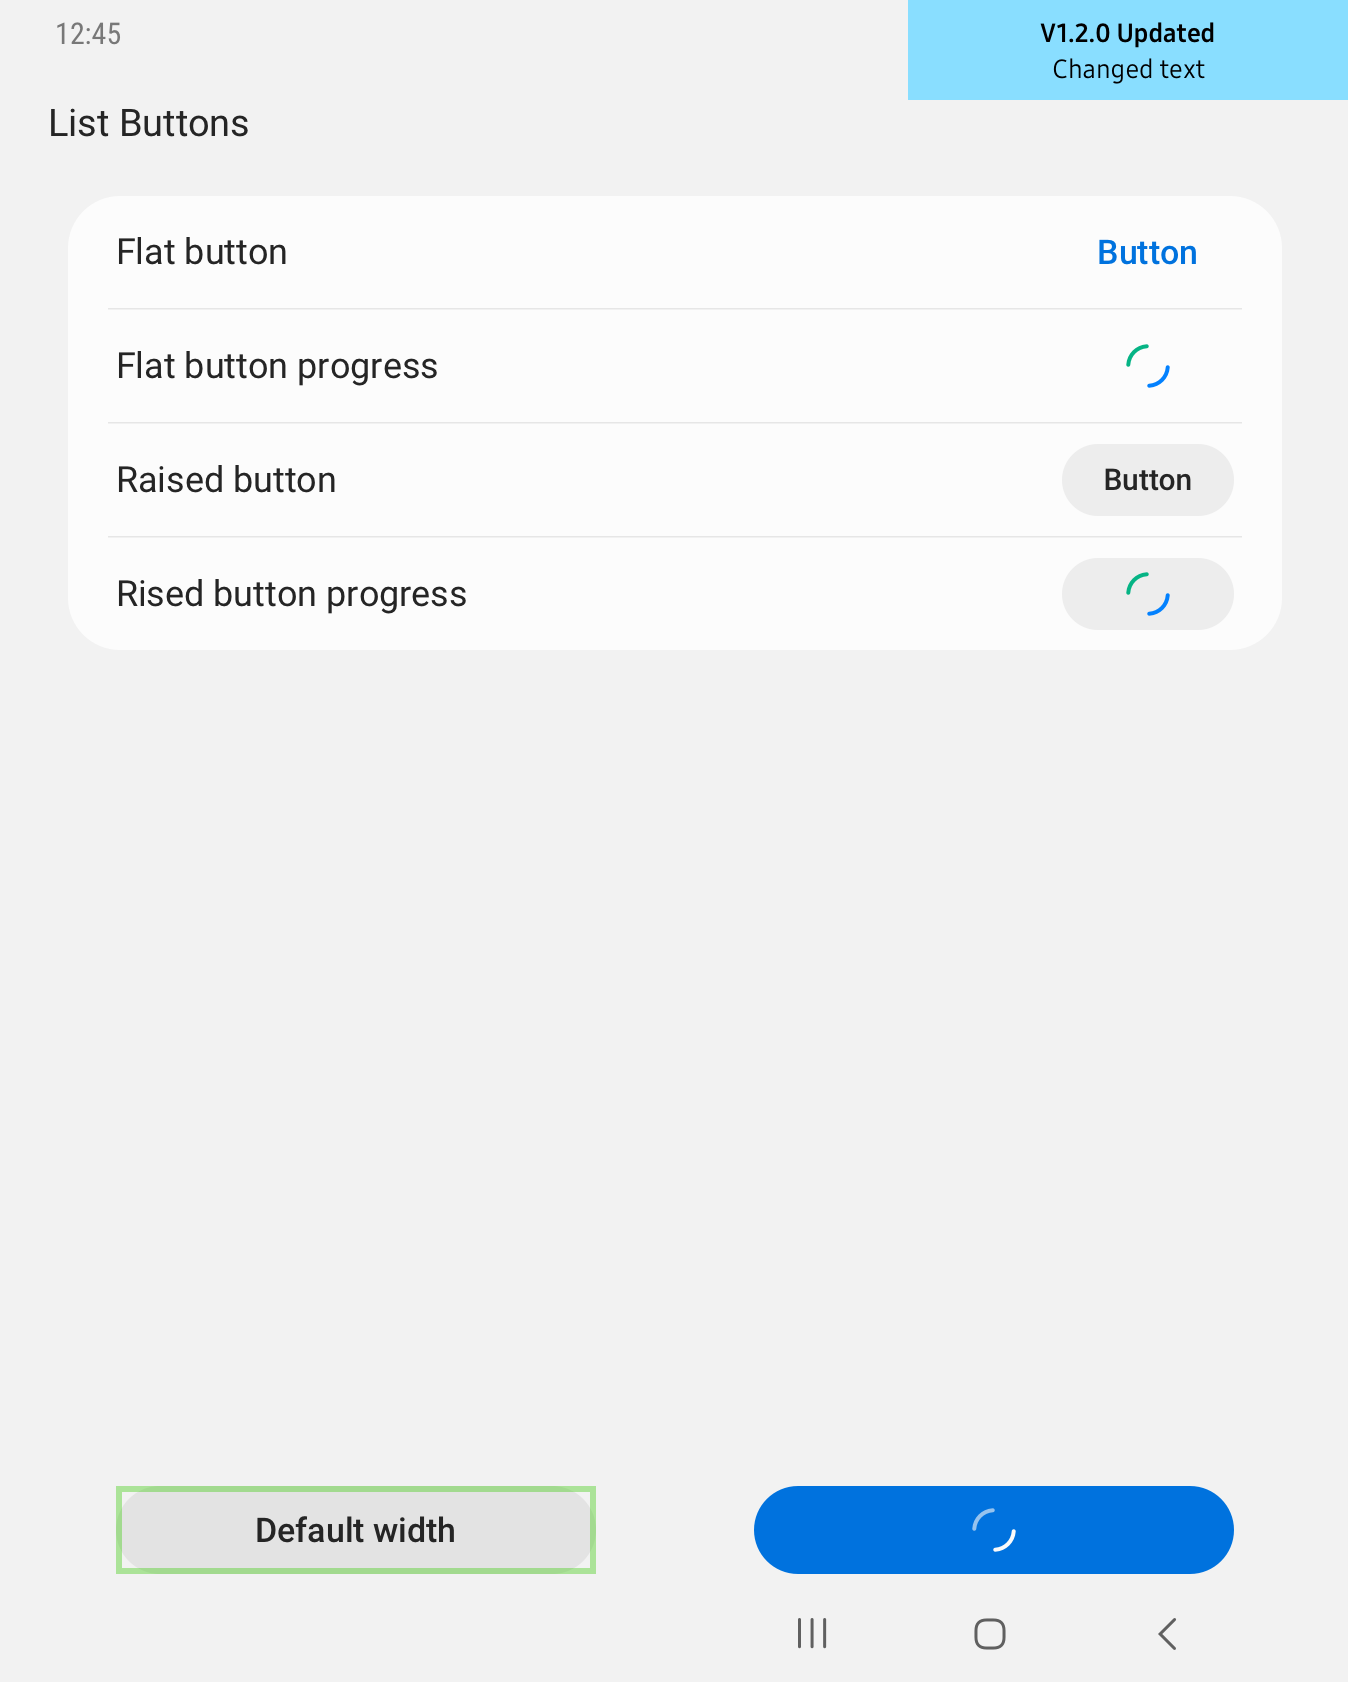 12:45
V1.2.0 Updated
Changed text
List Buttons
Flat button
Button
Flat button progress
Raised button
Button
Rised button progress
Default width